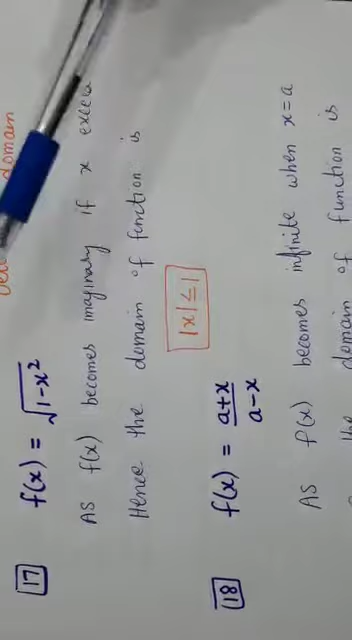 domain
17 f(x) = √1-x²
As f(x) becomes imaginary if x
Hence the domain of function is
|x| ≤ 1
18 f(x) = a+x / a-x
As f(x) becomes infinite when x = a
the domain of function is